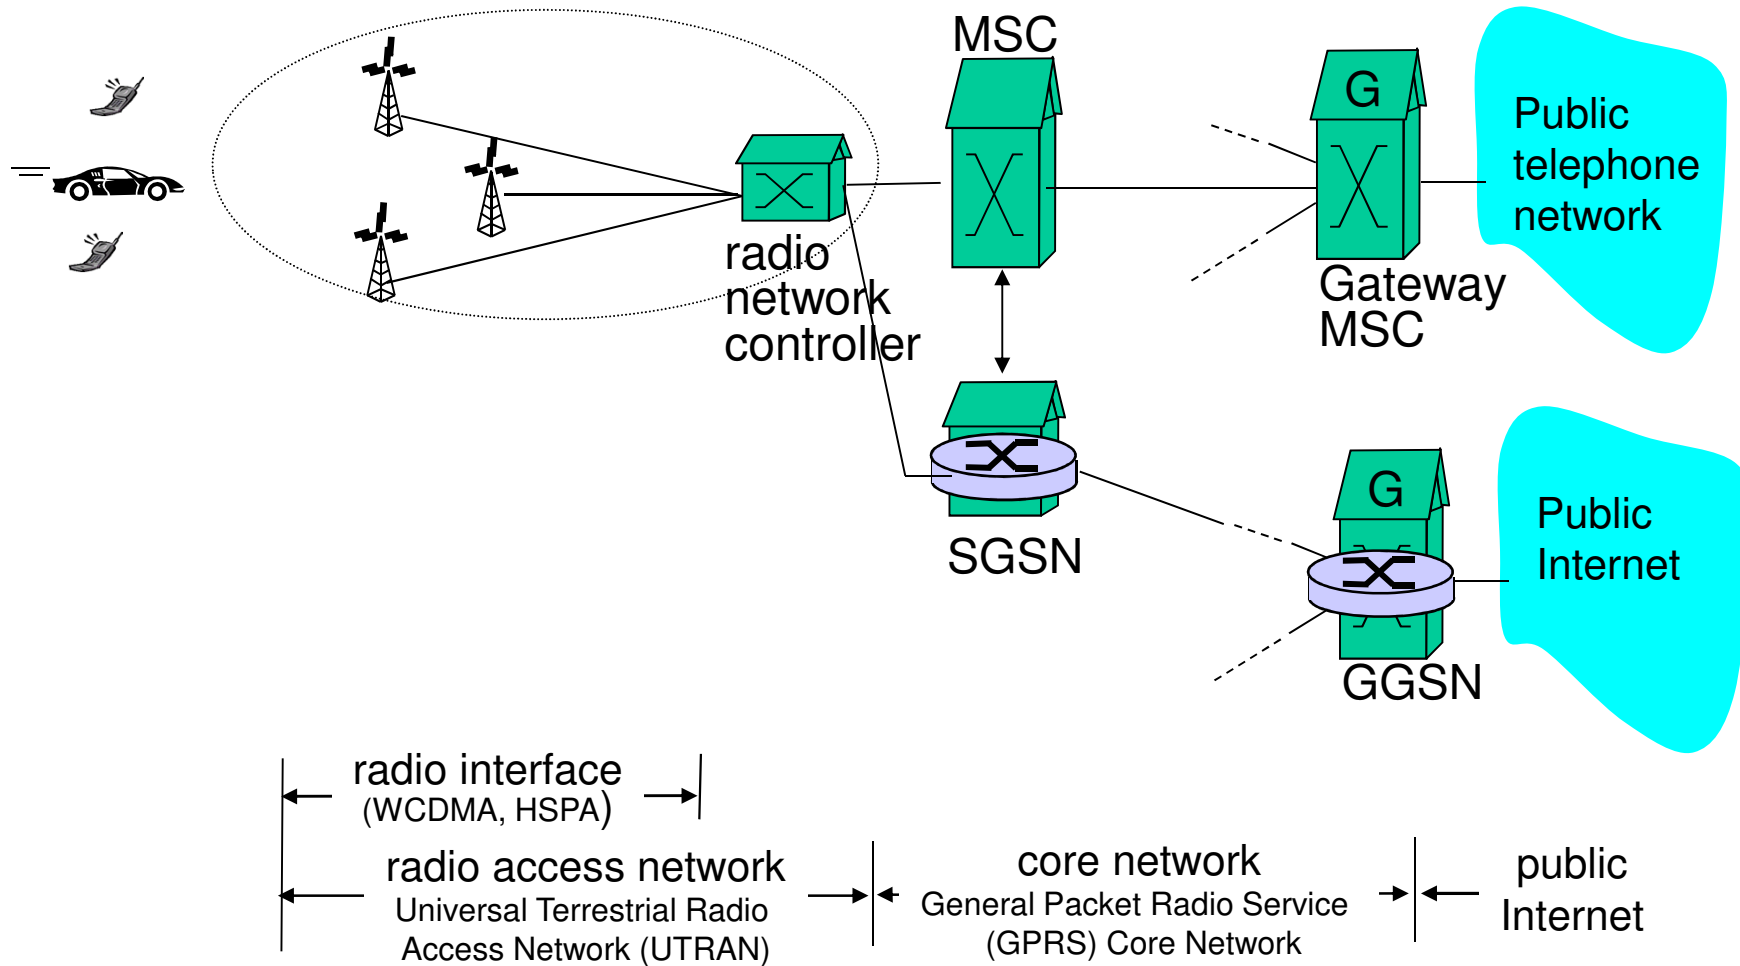 MSC
G
Public
telephone
network
radio
network
controller
Gateway
MSC
SGSN
G
Public
Internet
GGSN
radio interface
(WCDMA, HSPA)
radio access network
Universal Terrestrial Radio
Access Network (UTRAN)
core network
General Packet Radio Service
(GPRS) Core Network
public
Internet